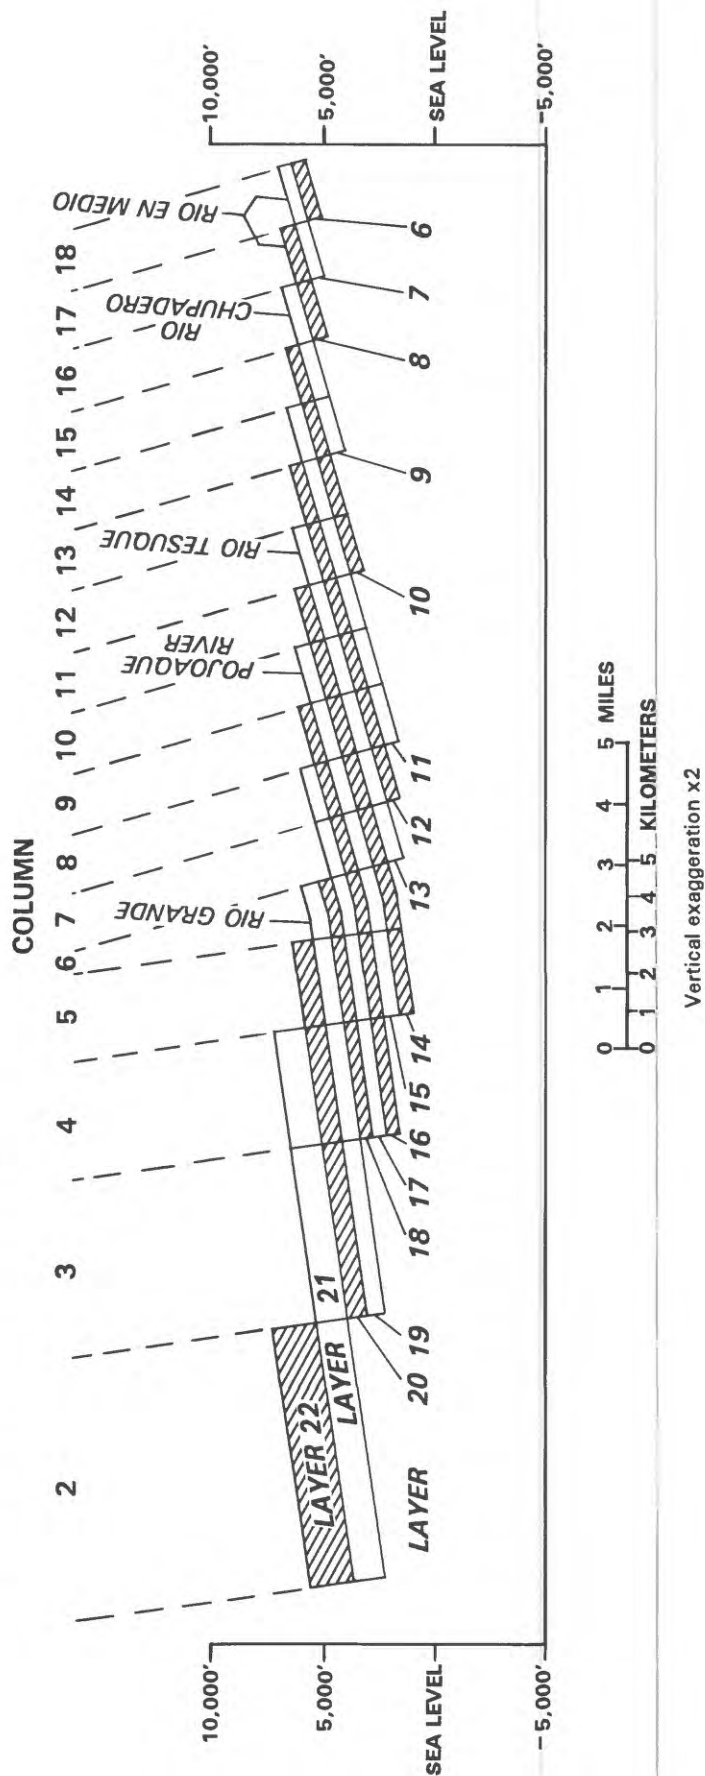 COLUMN
2
3
4
5
6
7
8
9
10
11
12
13
14
15
16
17
18
RIO GRANDE
POJOAQUE
RIVER
RIO TESUQUE
RIO
CHUPADERO
RIO EN MEDIO
10,000'
5,000'
SEA LEVEL
-5,000'
10,000'
5,000'
SEA LEVEL
-5,000'
LAYER 22
LAYER
21
LAYER
20
19
18
17
16
15
14
13
12
11
10
9
8
7
6
0 1 2 3 4 5 MILES
0 1 2 3 4 5 KILOMETERS
Vertical exaggeration x2